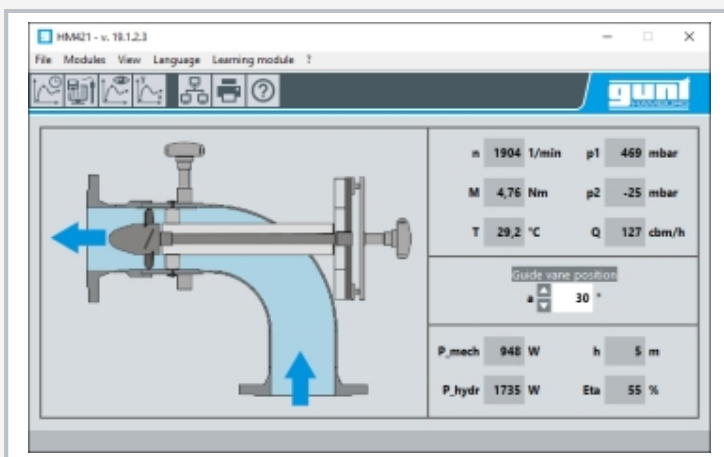 HM421 - v. 19.1.2.3
File Modules View Language Learning module ?
gunt
HAMBURG
n 1904 1/min p1 469 mbar
M 4,76 Nm p2 -25 mbar
T 29,2 °C Q 127 cbm/h
Guide vane position
a 30 °
P_mech 948 W h 5 m
P_hydr 1735 W Eta 55 %